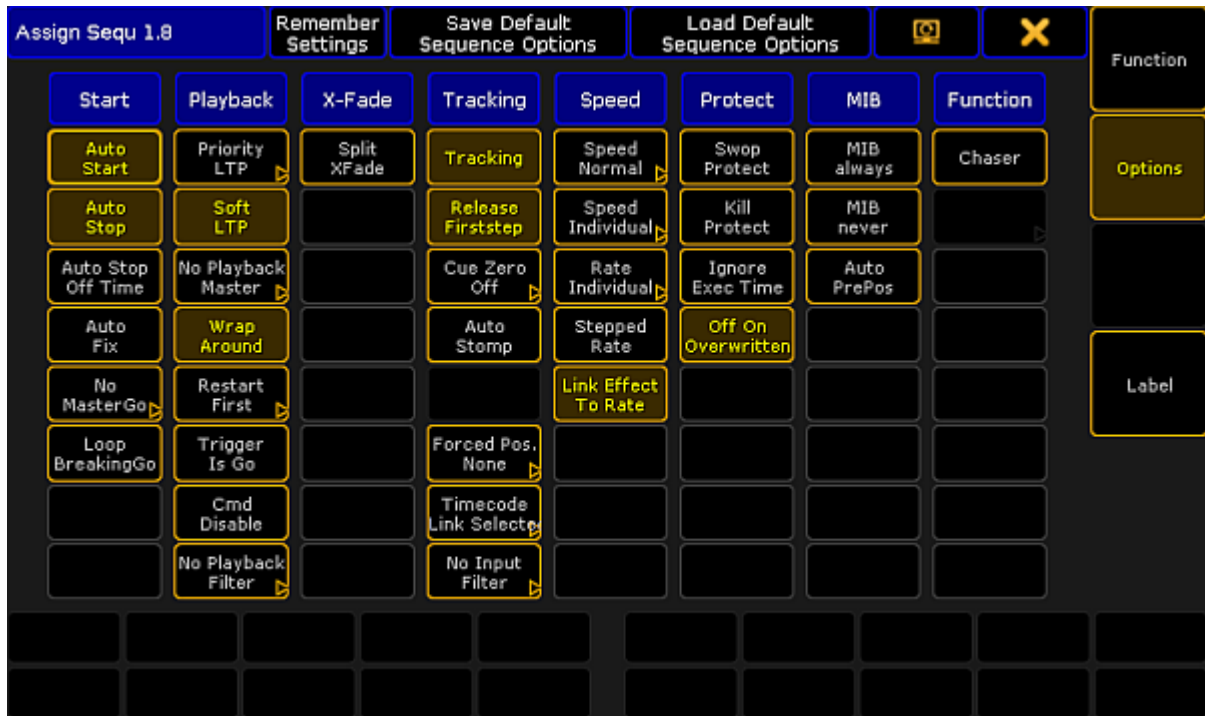 Assign Sequ 1.8
Remember
Settings
Save Default
Sequence Options
Load Default
Sequence Options
Function
Options
Label
Start
Playback
X-Fade
Tracking
Speed
Protect
MIB
Function
Auto
Start
Priority
LTP
Split
XFade
Tracking
Speed
Normal
Swop
Protect
MIB
always
Chaser
Auto
Stop
Soft
LTP
Release
Firststep
Speed
Individual
Kill
Protect
MIB
never
Auto Stop
Off Time
No Playback
Master
Cue Zero
Off
Rate
Individual
Ignore
Exec Time
Auto
PrePos
Auto
Fix
Wrap
Around
Auto
Stomp
Stepped
Rate
Off On
Overwritten
No
MasterGo
Restart
First
Link Effect
To Rate
Loop
BreakingGo
Trigger
Is Go
Forced Pos.
None
Cmd
Disable
Timecode
Link Selecte
No Playback
Filter
No Input
Filter